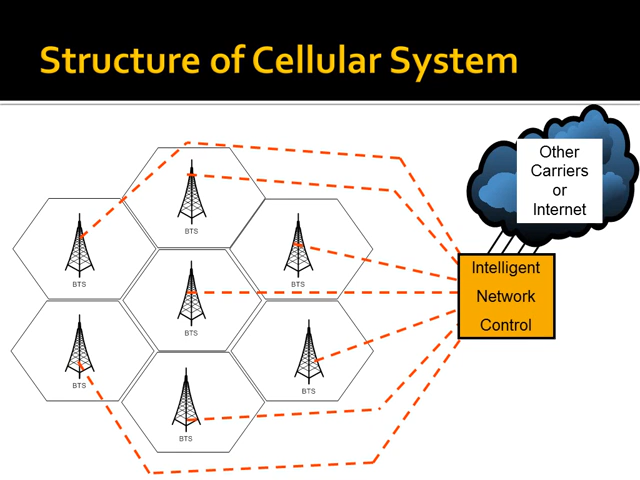 Structure of Cellular System
Other
Carriers
or
Internet
BTS
BTS
BTS
Intelligent
Network
Control
BTS
BTS
BTS
BTS